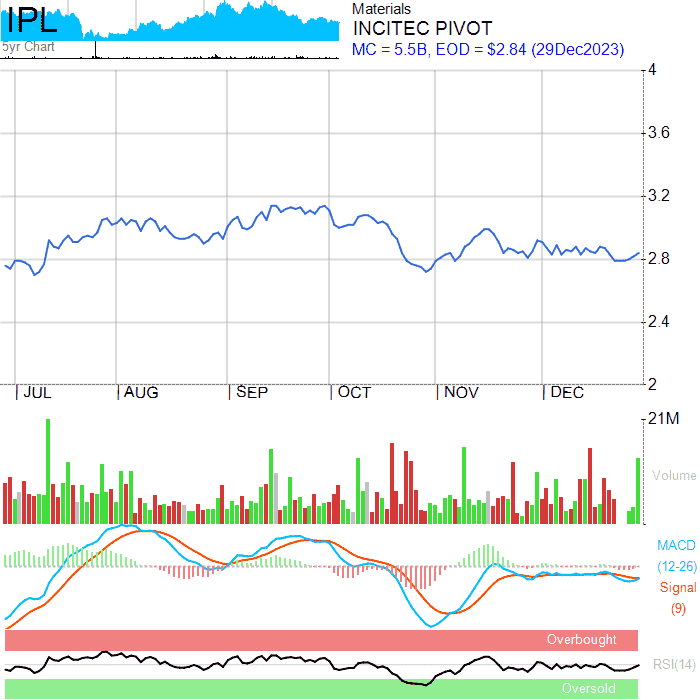 IPL
5yr Chart
Materials
INCITEC PIVOT
MC = 5.5B, EOD = $2.84 (29Dec2023)
4
3.6
3.2
2.8
2.4
2
JUL AUG SEP OCT NOV DEC
21M
Volume
MACD
(12-26)
Signal
(9)
Overbought
RSI(14)
Oversold